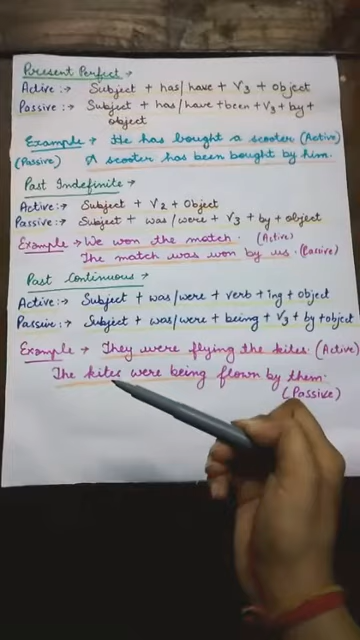 Present Perfect :→
Active :→ Subject + has/have + V3 + object
Passive :→ Subject + has/have + been + V3 + by +
object
Example → He has bought a scooter (Active)
(Passive) A scooter has been bought by him.
Past Indefinite :→
Active :→ Subject + V2 + Object
Passive :→ Subject + was/were + V3 + by + object
Example → We won the match. (Active)
The match was won by us. (Passive)
Past Continuous :→
Active :→ Subject + was/were + verb + ing + object
Passive :→ Subject + was/were + being + V3 + by + object
Example → They were flying the kites. (Active)
The kites were being flown by them.
(Passive)